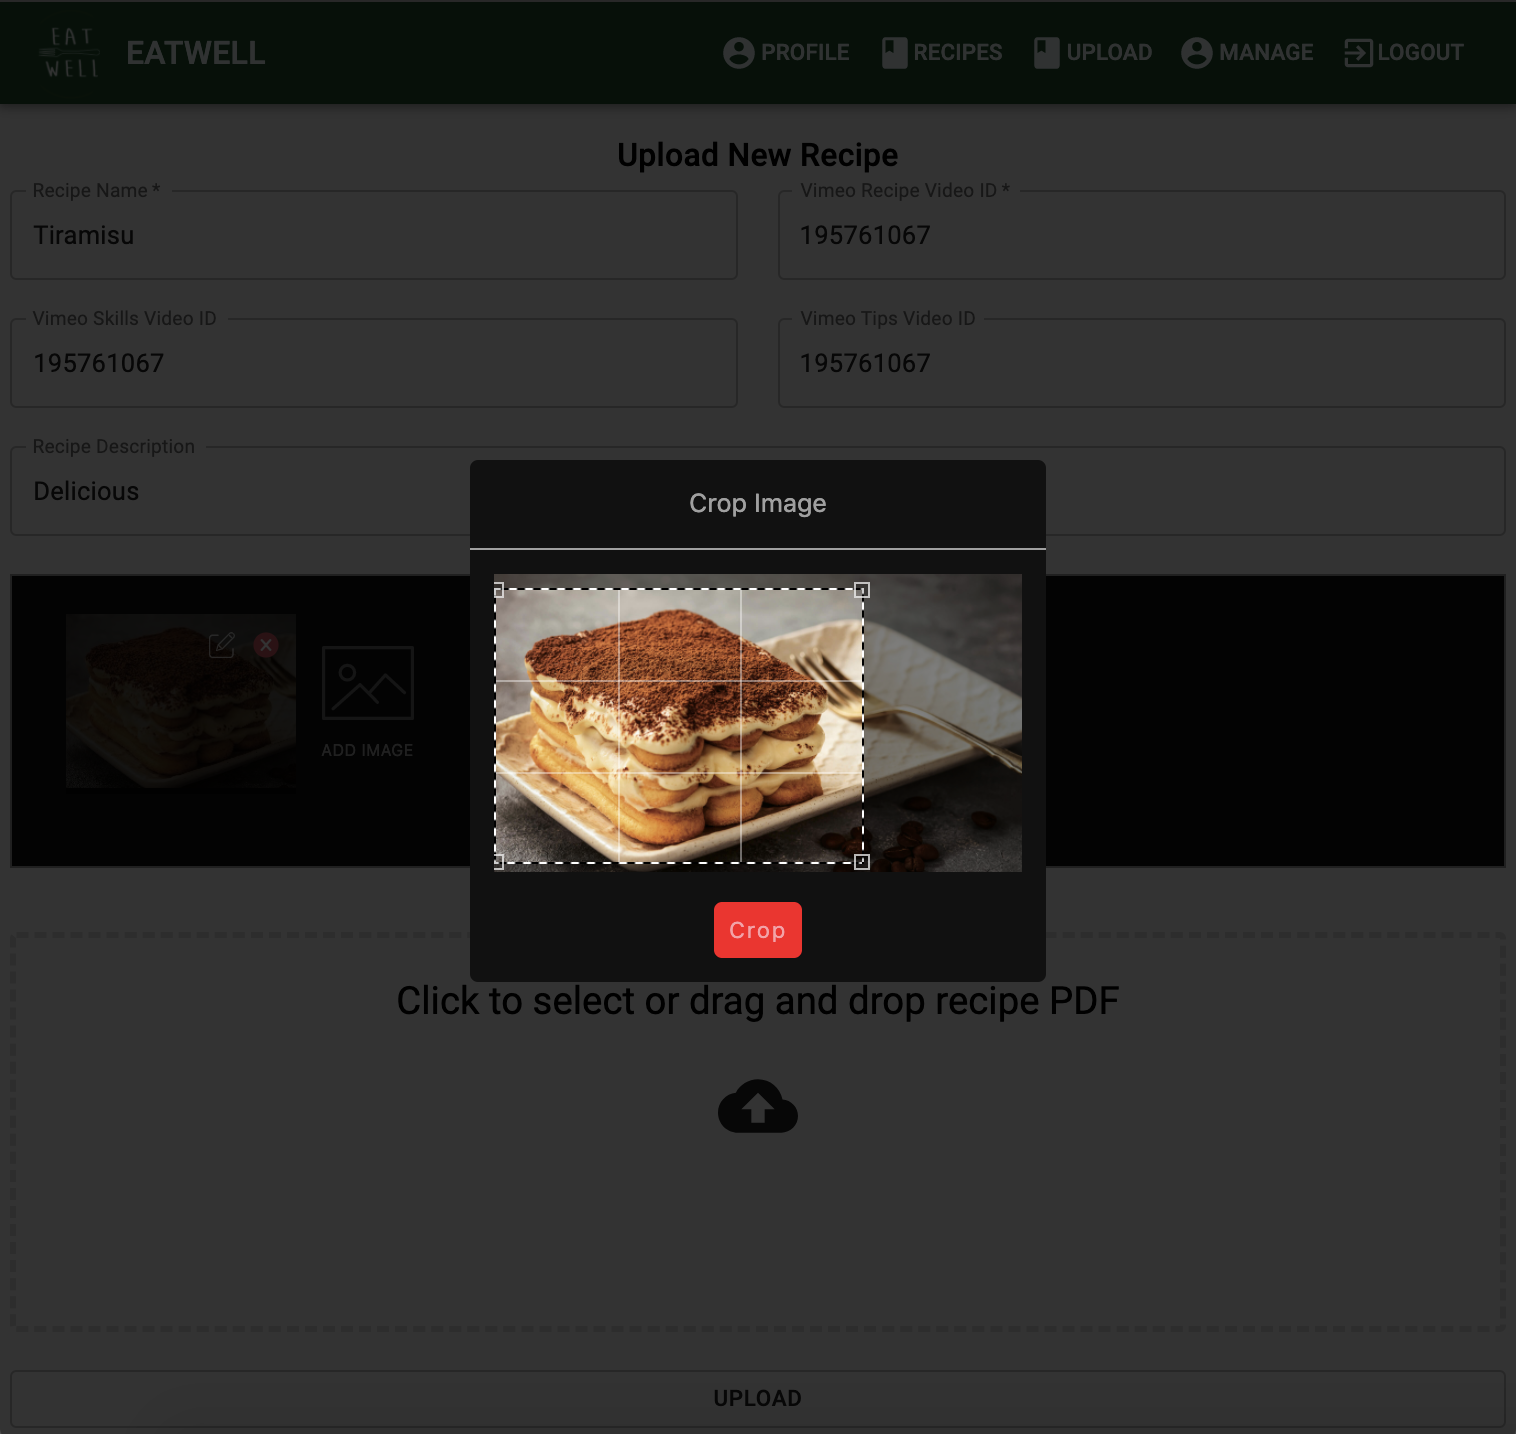 EAT
WELL
EATWELL
PROFILE
RECIPES
UPLOAD
MANAGE
LOGOUT
Upload New Recipe
Recipe Name *
Tiramisu
Vimeo Recipe Video ID *
195761067
Vimeo Skills Video ID
195761067
Vimeo Tips Video ID
195761067
Recipe Description
Delicious
Crop Image
ADD IMAGE
Crop
Click to select or drag and drop recipe PDF
UPLOAD